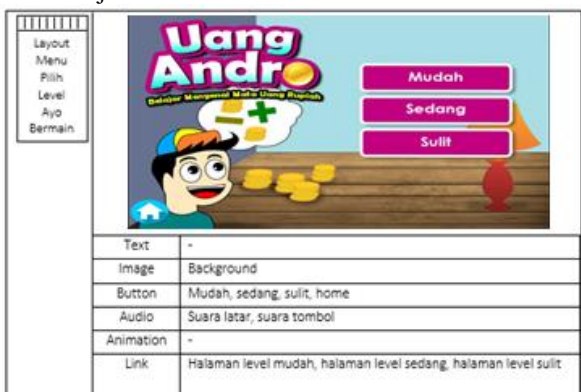 Layout
Menu
Pilih
Level
Ayo
Bermain
Uang
Andro
Belajar Mengenal Mata Uang Rupiah
Mudah
Sedang
Sulit
Text -
Image Background
Button Mudah, sedang, sulit, home
Audio Suara latar, suara tombol
Animation -
Link Halaman level mudah, halaman level sedang, halaman level sulit